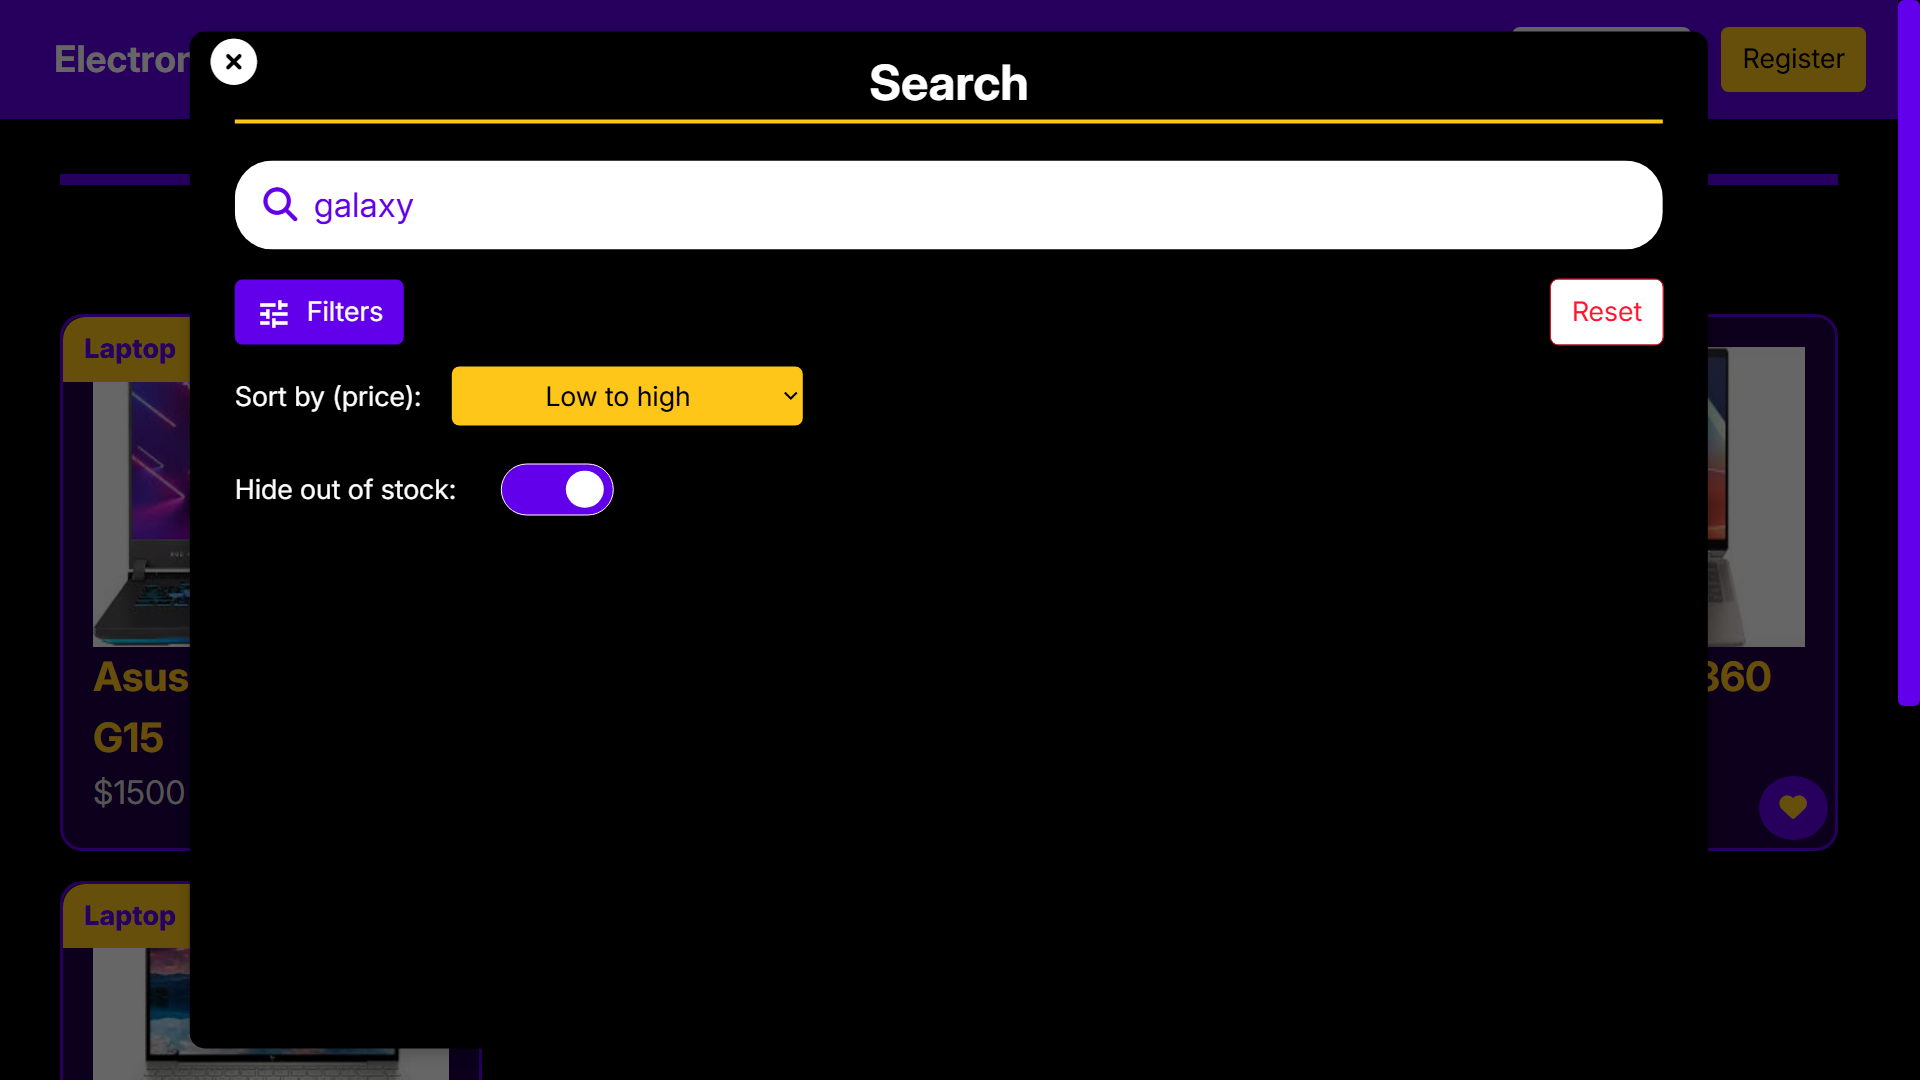 Electron
Search
Register
galaxy
Filters
Reset
Laptop
Sort by (price):
Low to high
Hide out of stock:
Asus
360
G15
$1500
Laptop